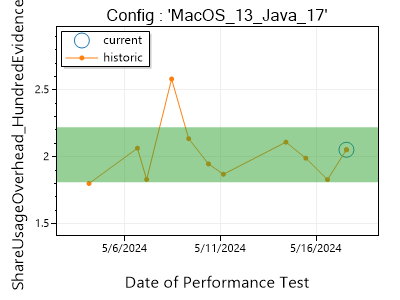 Config : 'MacOS_13_Java_17'
current
historic
ShareUsageOverhead_HundredEvidence
2.5
2
1.5
5/6/2024
5/11/2024
5/16/2024
Date of Performance Test